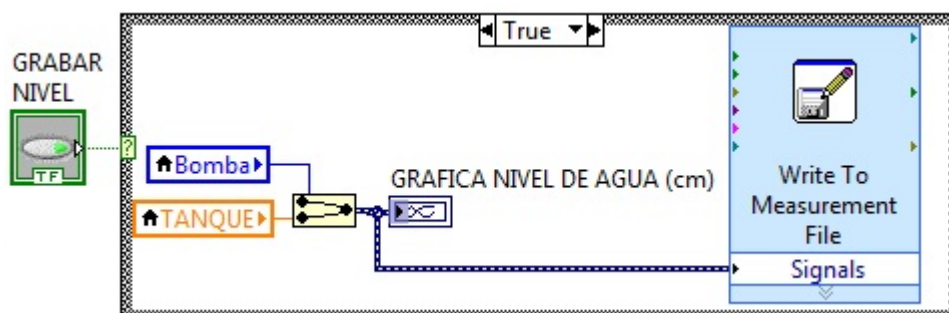 True
GRABAR
NIVEL
TF
?
Bomba
TANQUE
GRAFICA NIVEL DE AGUA (cm)
Write To
Measurement
File
Signals